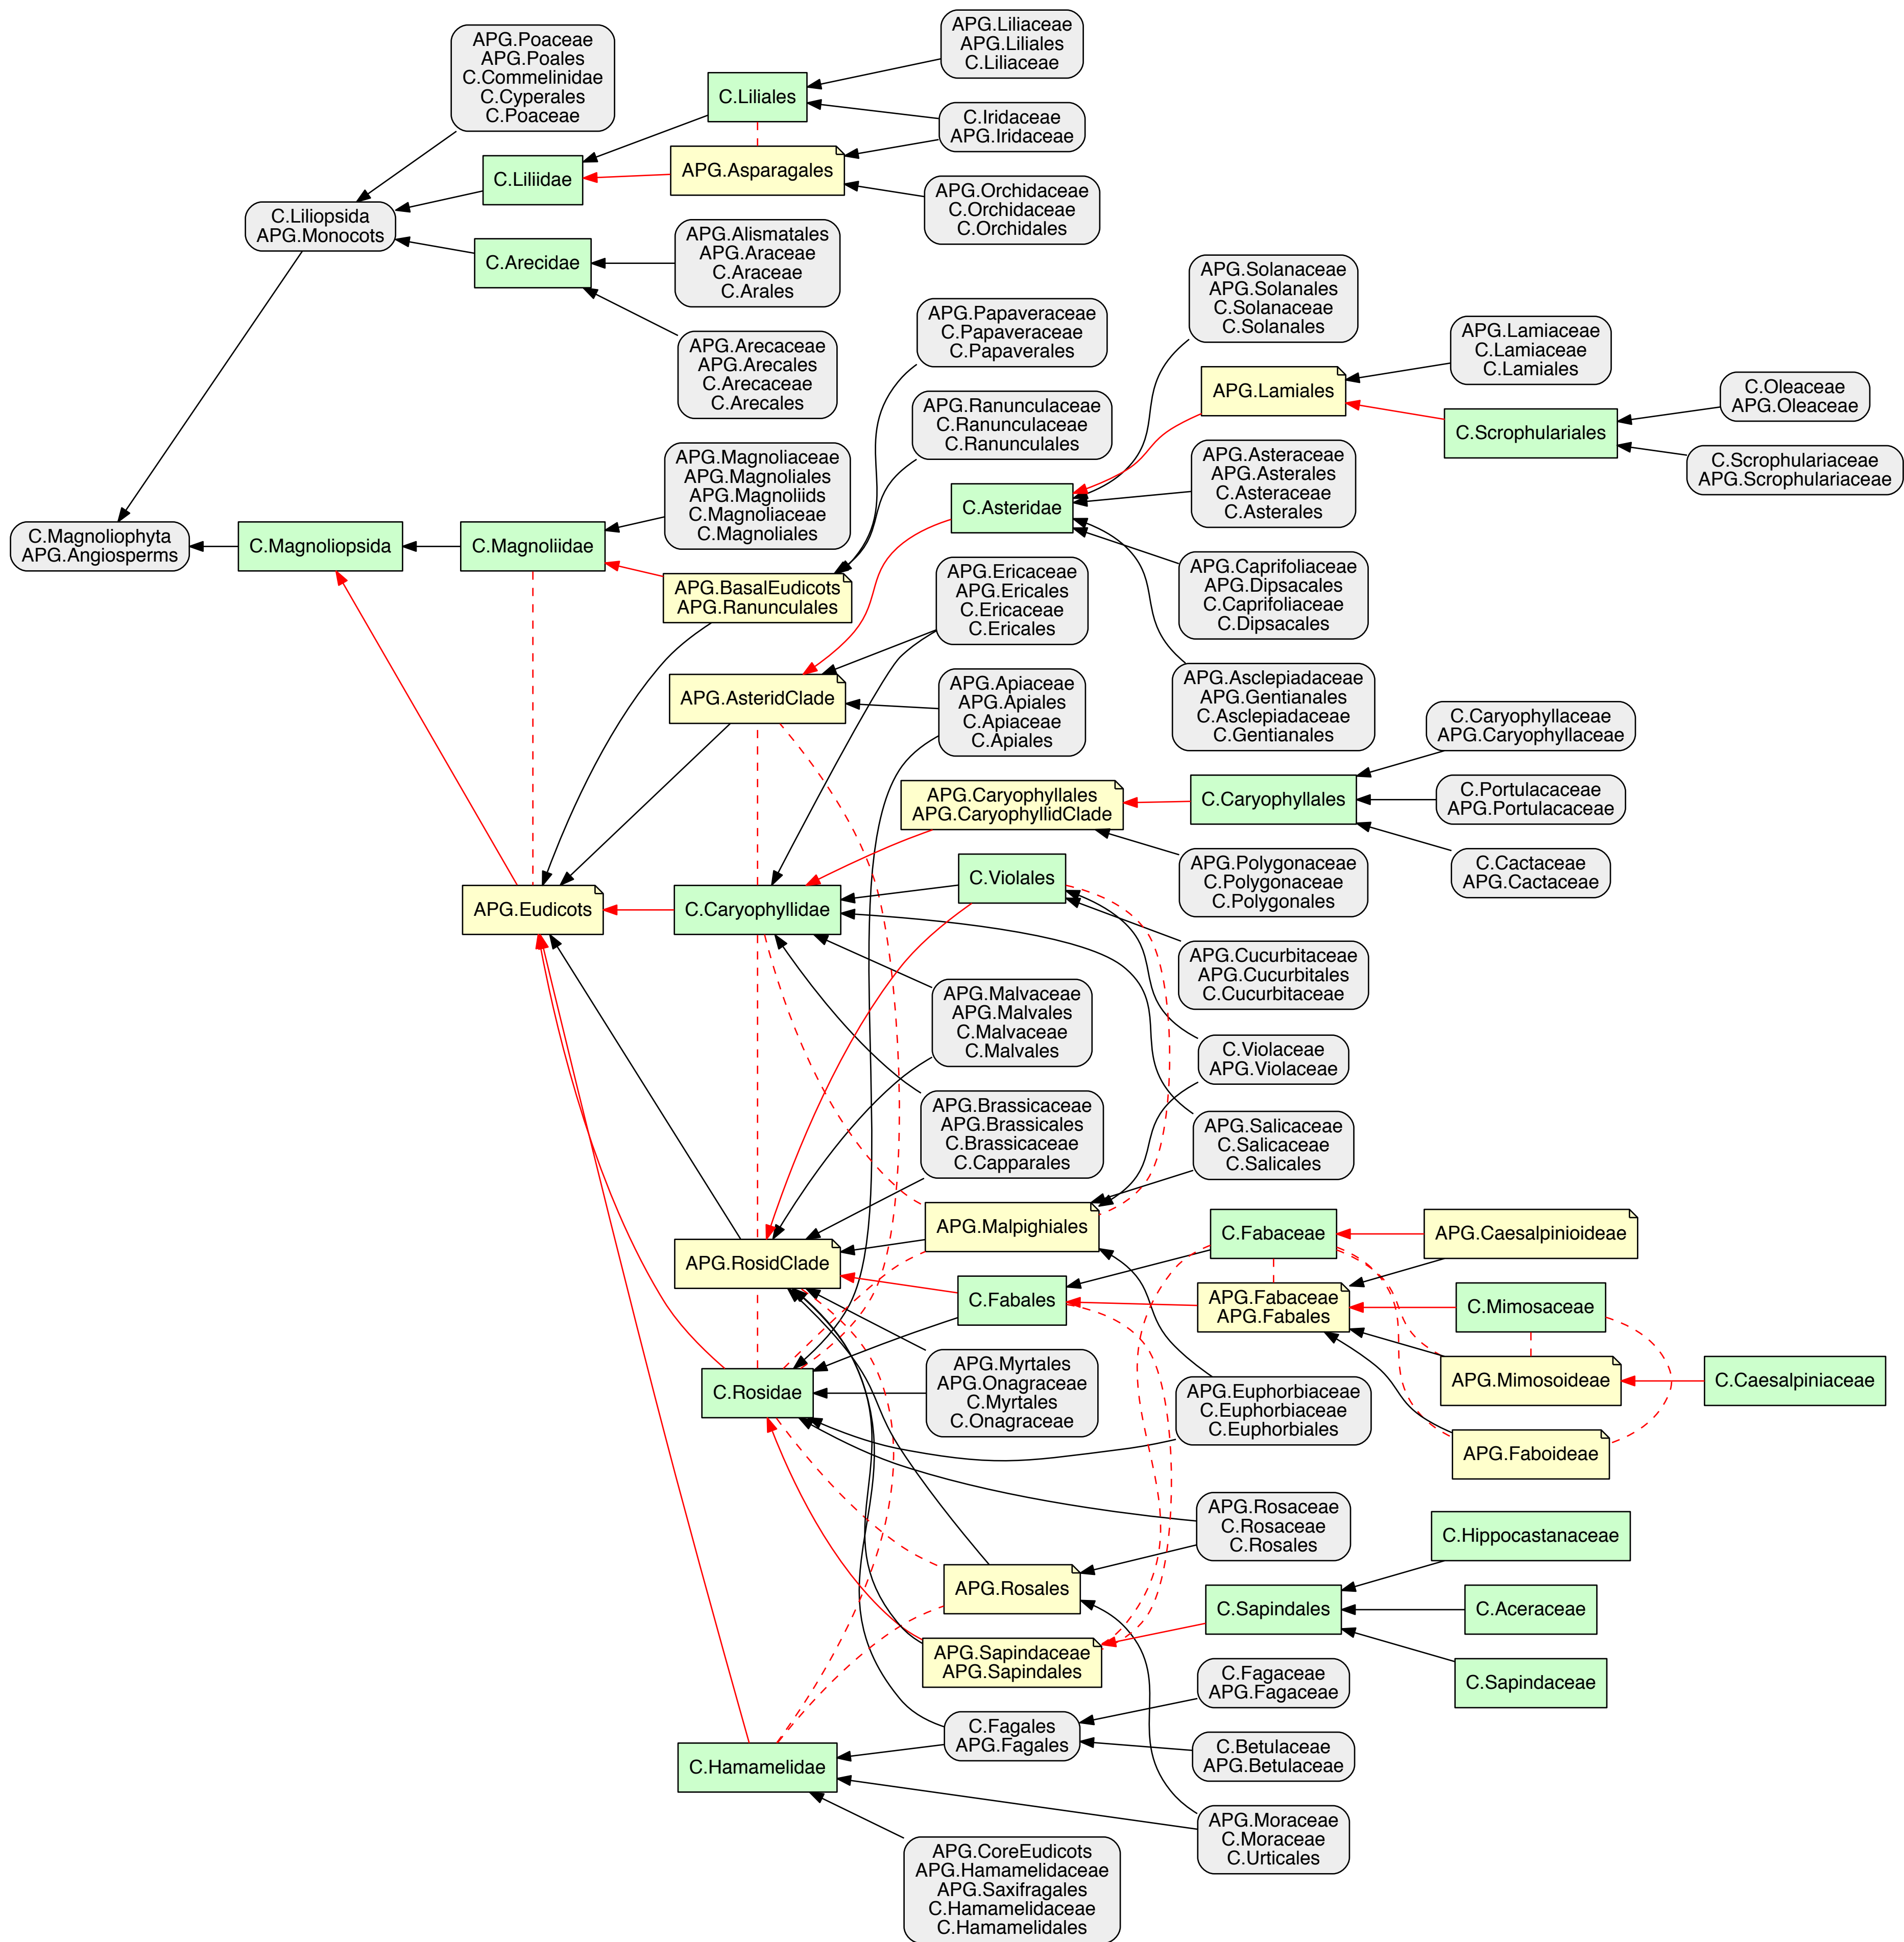 APG.Poaceae
APG.Poales
C.Commelinidae
C.Cyperales
C.Poaceae
C.Liliales
APG.Liliaceae
APG.Liliales
C.Liliaceae
C.Iridaceae
APG.Iridaceae
C.Liliidae
APG.Asparagales
APG.Orchidaceae
C.Orchidaceae
C.Orchidales
C.Liliopsida
APG.Monocots
C.Arecidae
APG.Alismatales
APG.Araceae
C.Araceae
C.Arales
APG.Arecaceae
APG.Arecales
C.Arecaceae
C.Arecales
APG.Papaveraceae
C.Papaveraceae
C.Papaverales
APG.Solanaceae
APG.Solanales
C.Solanaceae
C.Solanales
APG.Lamiales
APG.Lamiaceae
C.Lamiaceae
C.Lamiales
C.Oleaceae
APG.Oleaceae
C.Scrophulariales
C.Scrophulariaceae
APG.Scrophulariaceae
APG.Ranunculaceae
C.Ranunculaceae
C.Ranunculales
APG.Asteraceae
APG.Asterales
C.Asteraceae
C.Asterales
C.Asteridae
APG.Magnoliaceae
APG.Magnoliales
APG.Magnoliids
C.Magnoliaceae
C.Magnoliales
C.Magnoliophyta
APG.Angiosperms
C.Magnoliopsida
C.Magnoliidae
APG.BasalEudicots
APG.Ranunculales
APG.Ericaceae
APG.Ericales
C.Ericaceae
C.Ericales
APG.Caprifoliaceae
APG.Dipsacales
C.Caprifoliaceae
C.Dipsacales
APG.AsteridClade
APG.Apiaceae
APG.Apiales
C.Apiaceae
C.Apiales
APG.Asclepiadaceae
APG.Gentianales
C.Asclepiadaceae
C.Gentianales
C.Caryophyllaceae
APG.Caryophyllaceae
APG.Caryophyllales
APG.CaryophyllidClade
C.Caryophyllales
C.Portulacaceae
APG.Portulacaceae
APG.Polygonaceae
C.Polygonaceae
C.Polygonales
C.Cactaceae
APG.Cactaceae
C.Violales
APG.Eudicots
C.Caryophyllidae
APG.Cucurbitaceae
APG.Cucurbitales
C.Cucurbitaceae
APG.Malvaceae
APG.Malvales
C.Malvaceae
C.Malvales
C.Violaceae
APG.Violaceae
APG.Brassicaceae
APG.Brassicales
C.Brassicaceae
C.Capparales
APG.Salicaceae
C.Salicaceae
C.Salicales
APG.Malpighiales
C.Fabaceae
APG.Caesalpinioideae
APG.RosidClade
C.Fabales
APG.Fabaceae
APG.Fabales
C.Mimosaceae
APG.Mimosoideae
C.Caesalpiniaceae
C.Rosidae
APG.Myrtales
APG.Onagraceae
C.Myrtales
C.Onagraceae
APG.Euphorbiaceae
C.Euphorbiaceae
C.Euphorbiales
APG.Faboideae
APG.Rosaceae
C.Rosaceae
C.Rosales
C.Hippocastanaceae
APG.Rosales
C.Sapindales
C.Aceraceae
APG.Sapindaceae
APG.Sapindales
C.Sapindaceae
C.Fagaceae
APG.Fagaceae
C.Fagales
APG.Fagales
C.Betulaceae
APG.Betulaceae
C.Hamamelidae
APG.Moraceae
C.Moraceae
C.Urticales
APG.CoreEudicots
APG.Hamamelidaceae
APG.Saxifragales
C.Hamamelidaceae
C.Hamamelidales